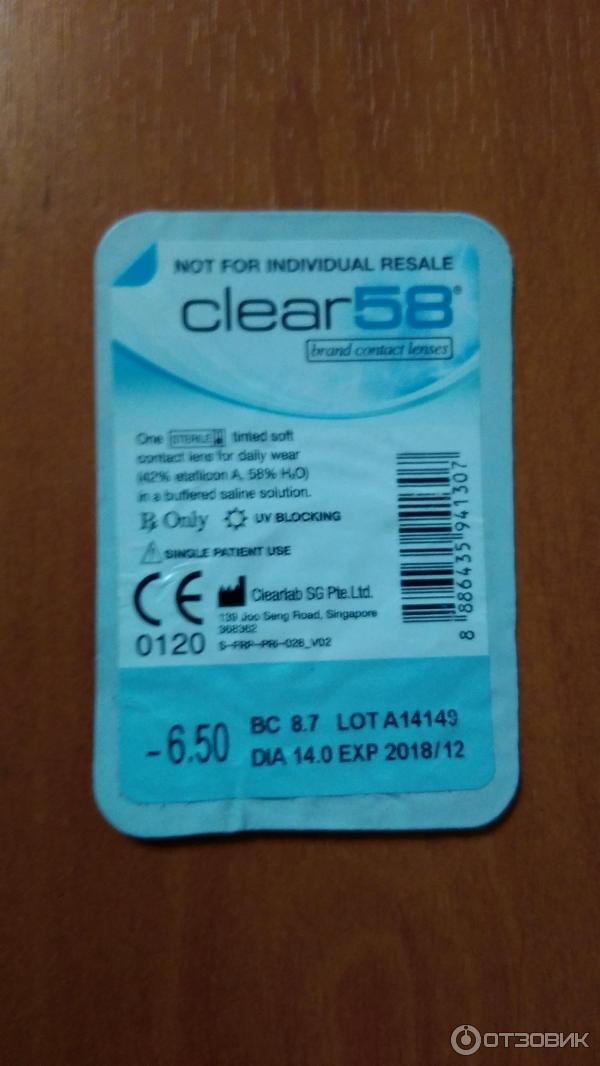 NOT FOR INDIVIDUAL RESALE
clear58®
brand contact lenses
One STERILE tinted soft
contact lens for daily wear
(42% etafilcon A, 58% H₂O)
in a buffered saline solution.
℞ Only UV BLOCKING
SINGLE PATIENT USE
CE Clearlab SG Pte.Ltd.
139 Joo Seng Road, Singapore
368362
0120 S-FRP-PRI-028_V02
8 886435 941307
-6.50 BC 8.7 LOT A14149
DIA 14.0 EXP 2018/12
ОТЗОВИК